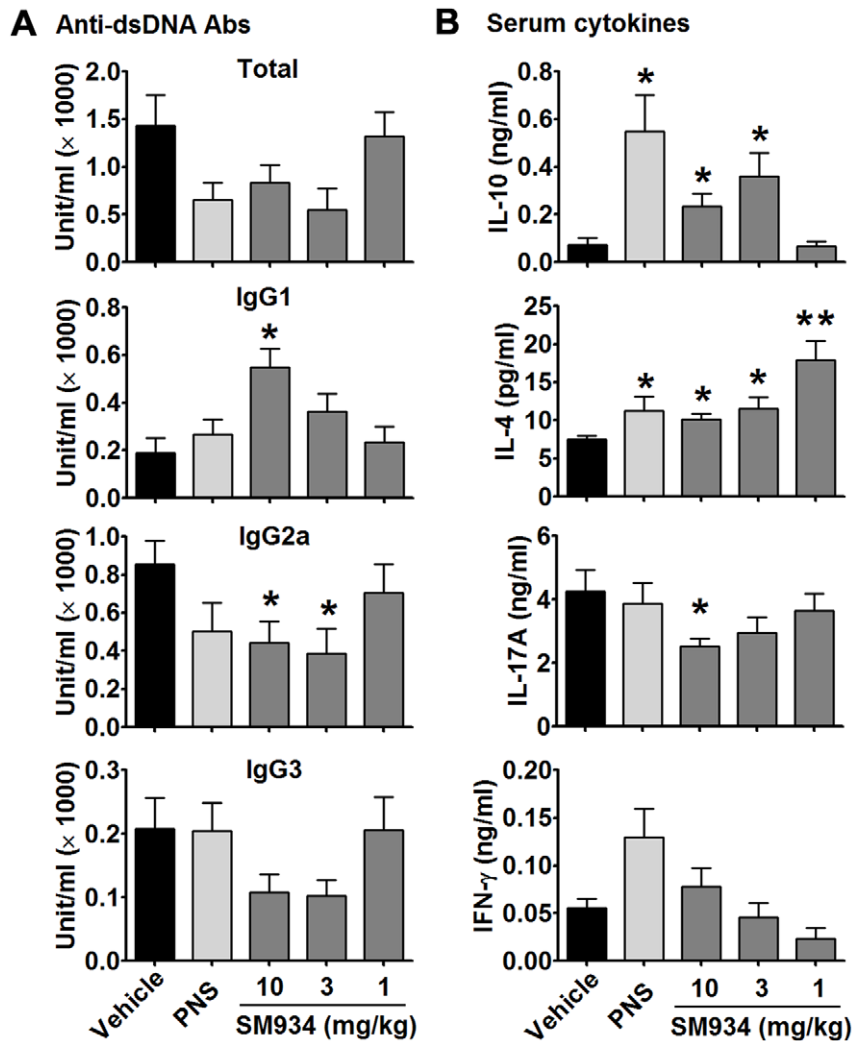 A Anti-dsDNA Abs
Total
Unit/ml (× 1000)
2.0
1.5
1.0
0.5
0.0
IgG1
Unit/ml (× 1000)
0.8
0.6
0.4
0.2
0.0
*
IgG2a
Unit/ml (× 1000)
1.0
0.8
0.6
0.4
0.2
0.0
* *
IgG3
Unit/ml (× 1000)
0.3
0.2
0.1
0.0
Vehicle PNS 10 3 1
SM934 (mg/kg)
B Serum cytokines
IL-10 (ng/ml)
0.8
0.6
0.4
0.2
0.0
* * *
IL-4 (pg/ml)
25
20
15
10
5
0
* * * **
IL-17A (ng/ml)
6
4
2
0
*
IFN-γ (ng/ml)
0.20
0.15
0.10
0.05
0.00
Vehicle PNS 10 3 1
SM934 (mg/kg)